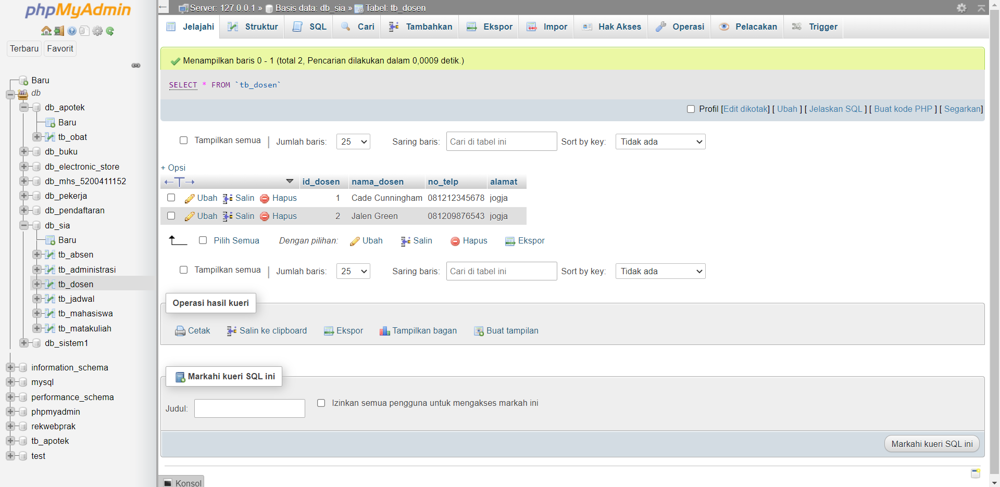 phpMyAdmin
Terbaru Favorit
Baru
db
db_apotek
Baru
tb_obat
db_buku
db_electronic_store
db_mhs_5200411152
db_pekerja
db_pendaftaran
db_sia
Baru
tb_absen
tb_administrasi
tb_dosen
tb_jadwal
tb_mahasiswa
tb_matakuliah
db_sistem1
information_schema
mysql
performance_schema
phpmyadmin
rekwebprak
tb_apotek
test
Server: 127.0.0.1 » Basis data: db_sia » Tabel: tb_dosen
Jelajahi Struktur SQL Cari Tambahkan Ekspor Impor Hak Akses Operasi Pelacakan Trigger
Menampilkan baris 0 - 1 (total 2, Pencarian dilakukan dalam 0,0009 detik.)
SELECT * FROM `tb_dosen`
Profil [Edit dikotak] [ Ubah ] [ Jelaskan SQL ] [ Buat kode PHP ] [ Segarkan]
Tampilkan semua | Jumlah baris: 25 Saring baris: Cari di tabel ini Sort by key: Tidak ada
+ Opsi
←T→ id_dosen nama_dosen no_telp alamat
Ubah Salin Hapus 1 Cade Cunningham 081212345678 jogja
Ubah Salin Hapus 2 Jalen Green 081209876543 jogja
Pilih Semua Dengan pilihan: Ubah Salin Hapus Ekspor
Tampilkan semua | Jumlah baris: 25 Saring baris: Cari di tabel ini Sort by key: Tidak ada
Operasi hasil kueri
Cetak Salin ke clipboard Ekspor Tampilkan bagan Buat tampilan
Markahi kueri SQL ini
Judul: Izinkan semua pengguna untuk mengakses markah ini
Markahi kueri SQL ini
Konsol